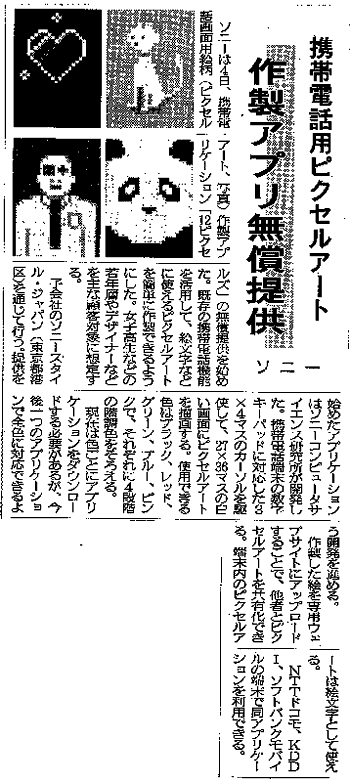 携帯電話用ピクセルアート
作製アプリ無償提供
ソニー
ソニーは4日、携帯電
話画面用絵柄（ピクセル
アート、写真）作製アプ
リケーション「12ピクセ
ルズ」の無償提供を始め
た。既存の携帯電話機能
を活用して、絵文字など
に使えるピクセルアート
を簡単に作製できるよう
にした。女子高生などの
若年層やデザイナーなど
を主な顧客対象に想定す
る。
子会社のソニースタイ
ル・ジャパン（東京都港
区）を通じて行う。提供を
始めたアプリケーション
はソニーコンピュータサ
イエンス研究所が開発し
た。携帯電話端末の数字
キーパッドに対応した3
×4マスのカーソルを駆
使して、27×36マスの白
い画面にピクセルアート
を描画する。使用できる
色はブラック、レッド、
グリーン、ブルー、ピン
クで、それぞれに4段階
の階調色をそろえる。
現在は色ごとにアプリ
ケーションをダウンロー
ドする必要があるが、今
後一つのアプリケーショ
ンで全色に対応できるよ
う開発を進める。
作製した絵を専用ウェ
ブサイトにアップロード
することで、他者とピク
セルアートを共有化でき
る。端末内のピクセルア
ートは絵文字として使え
る。
NTTドコモ、KDD
I、ソフトバンクモバイ
ルの端末で同アプリケー
ションを利用できる。